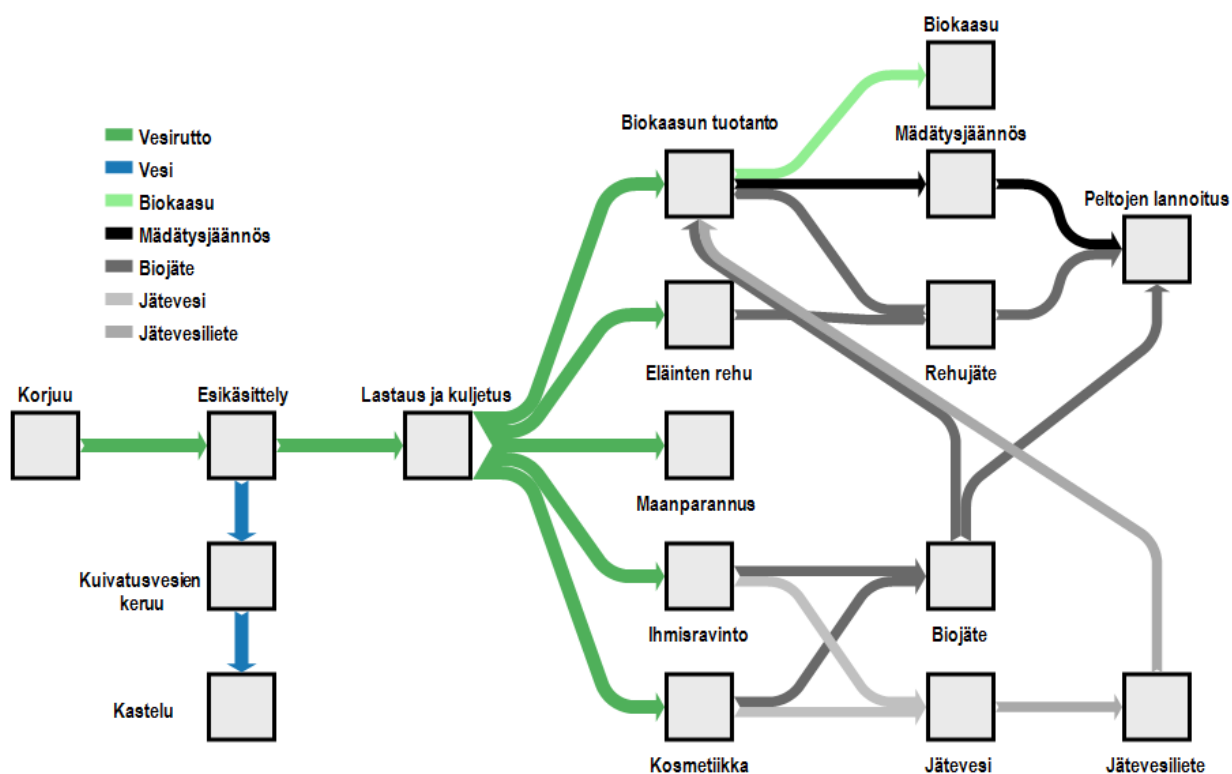 Biokaasu
Biokaasun tuotanto
Mädätysjäännös
Peltojen lannoitus
Vesirutto
Vesi
Biokaasu
Mädätysjäännös
Biojäte
Jätevesi
Jätevesiliete
Eläinten rehu
Rehujäte
Korjuu
Esikäsittely
Lastaus ja kuljetus
Maanparannus
Kuivatusvesien
keruu
Ihmisravinto
Biojäte
Kastelu
Kosmetiikka
Jätevesi
Jätevesiliete